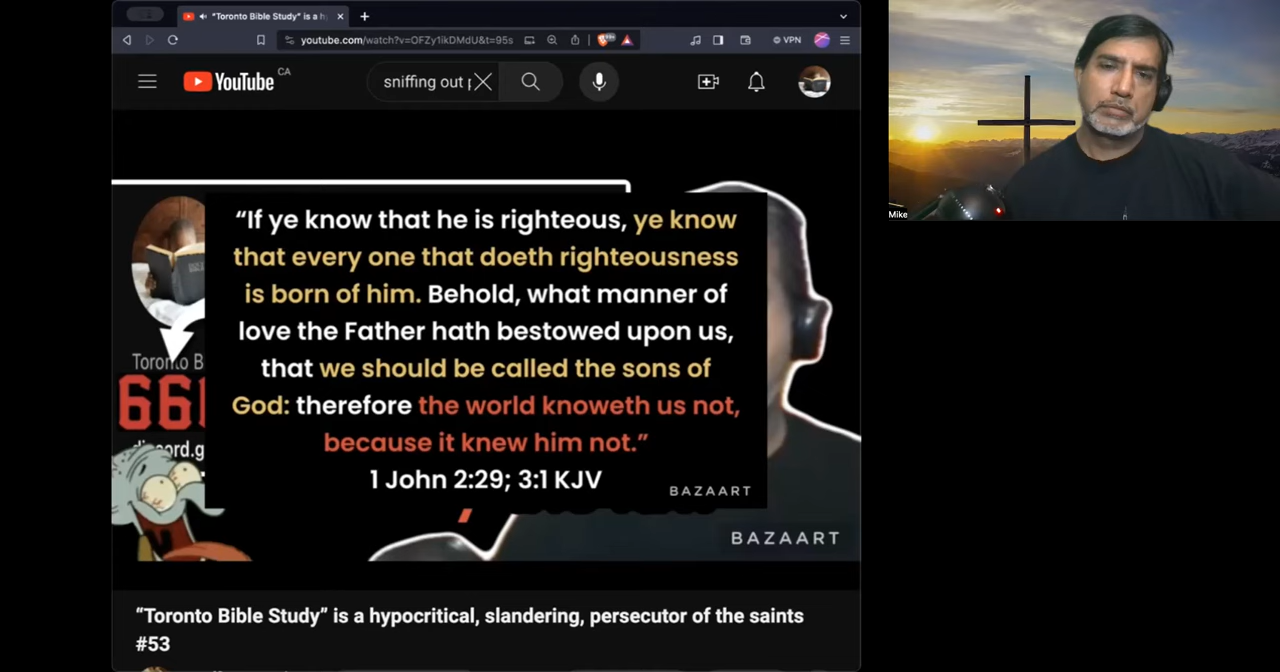 "Toronto Bible Study" is a h
youtube.com/watch?v=OFZy1ikDMdU&t=95s
99+
VPN
YouTube CA
sniffing out
"If ye know that he is righteous, ye know
that every one that doeth righteousness
is born of him. Behold, what manner of
love the Father hath bestowed upon us,
that we should be called the sons of
God: therefore the world knoweth us not,
because it knew him not."
1 John 2:29; 3:1 KJV
BAZAART
Toronto B
66
BAZAART
"Toronto Bible Study" is a hypocritical, slandering, persecutor of the saints
#53
Mike